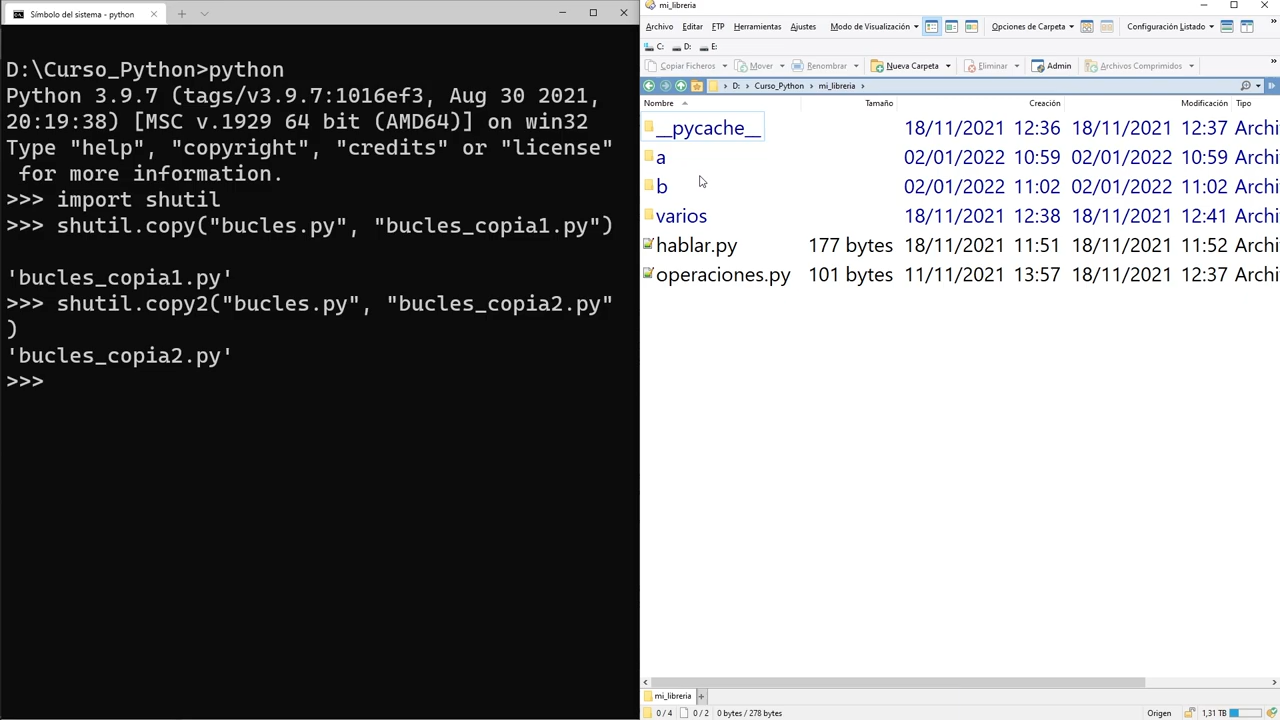 Símbolo del sistema - python
D:\Curso_Python>python
Python 3.9.7 (tags/v3.9.7:1016ef3, Aug 30 2021,
20:19:38) [MSC v.1929 64 bit (AMD64)] on win32
Type "help", "copyright", "credits" or "license"
for more information.
>>> import shutil
>>> shutil.copy("bucles.py", "bucles_copia1.py")
'bucles_copia1.py'
>>> shutil.copy2("bucles.py", "bucles_copia2.py"
)
'bucles_copia2.py'
>>>
mi_libreria
Archivo Editar FTP Herramientas Ajustes Modo de Visualización Opciones de Carpeta Configuración Listado
C: D: E:
Copiar Ficheros Mover Renombrar Nueva Carpeta Eliminar Admin Archivos Comprimidos
D: Curso_Python mi_libreria
Nombre Tamaño Creación Modificación Tipo
__pycache__ 18/11/2021 12:36 18/11/2021 12:37 Archi
a 02/01/2022 10:59 02/01/2022 10:59 Archi
b 02/01/2022 11:02 02/01/2022 11:02 Archi
varios 18/11/2021 12:38 18/11/2021 12:41 Archi
hablar.py 177 bytes 18/11/2021 11:51 18/11/2021 11:52 Archi
operaciones.py 101 bytes 11/11/2021 13:57 18/11/2021 12:37 Archi
mi_libreria
0 / 4 0 / 2 0 bytes / 278 bytes Origen 1,31 TB